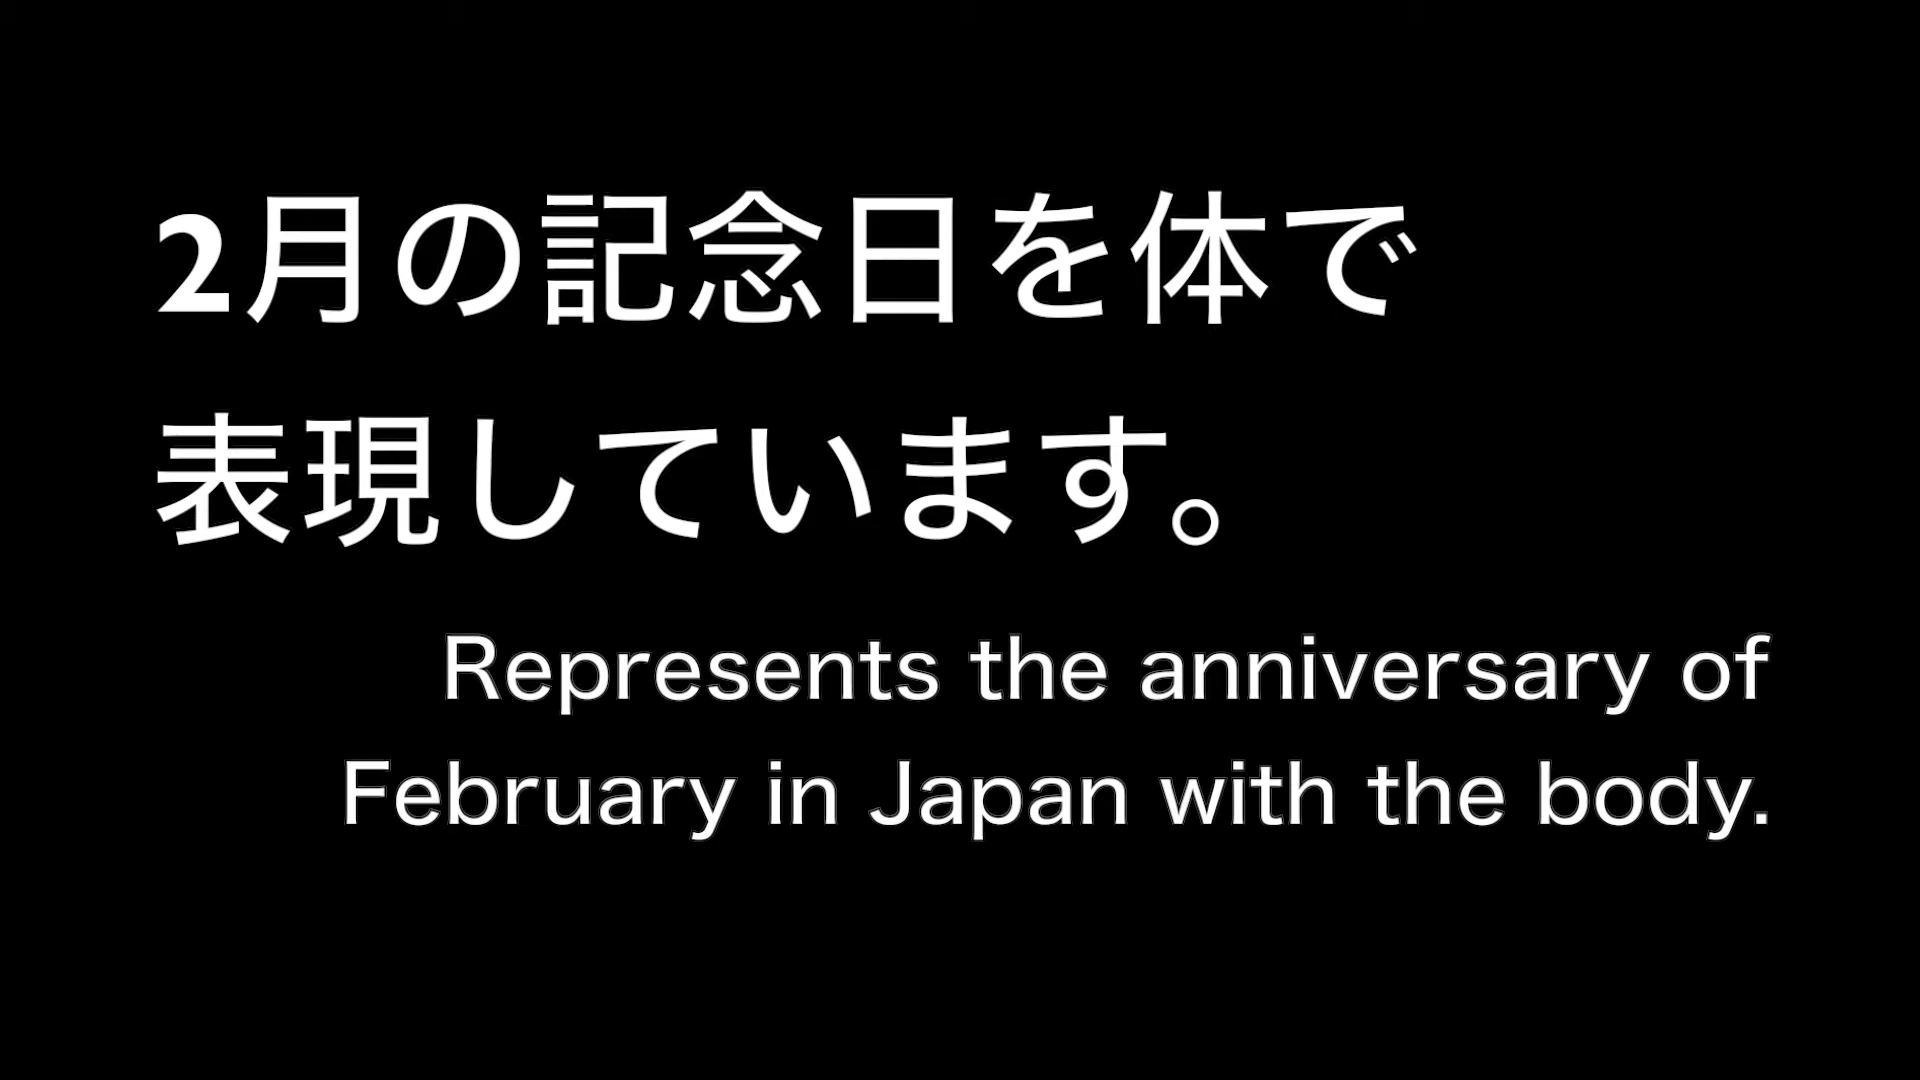 2月の記念日を体で
表現しています。
Represents the anniversary of
February in Japan with the body.